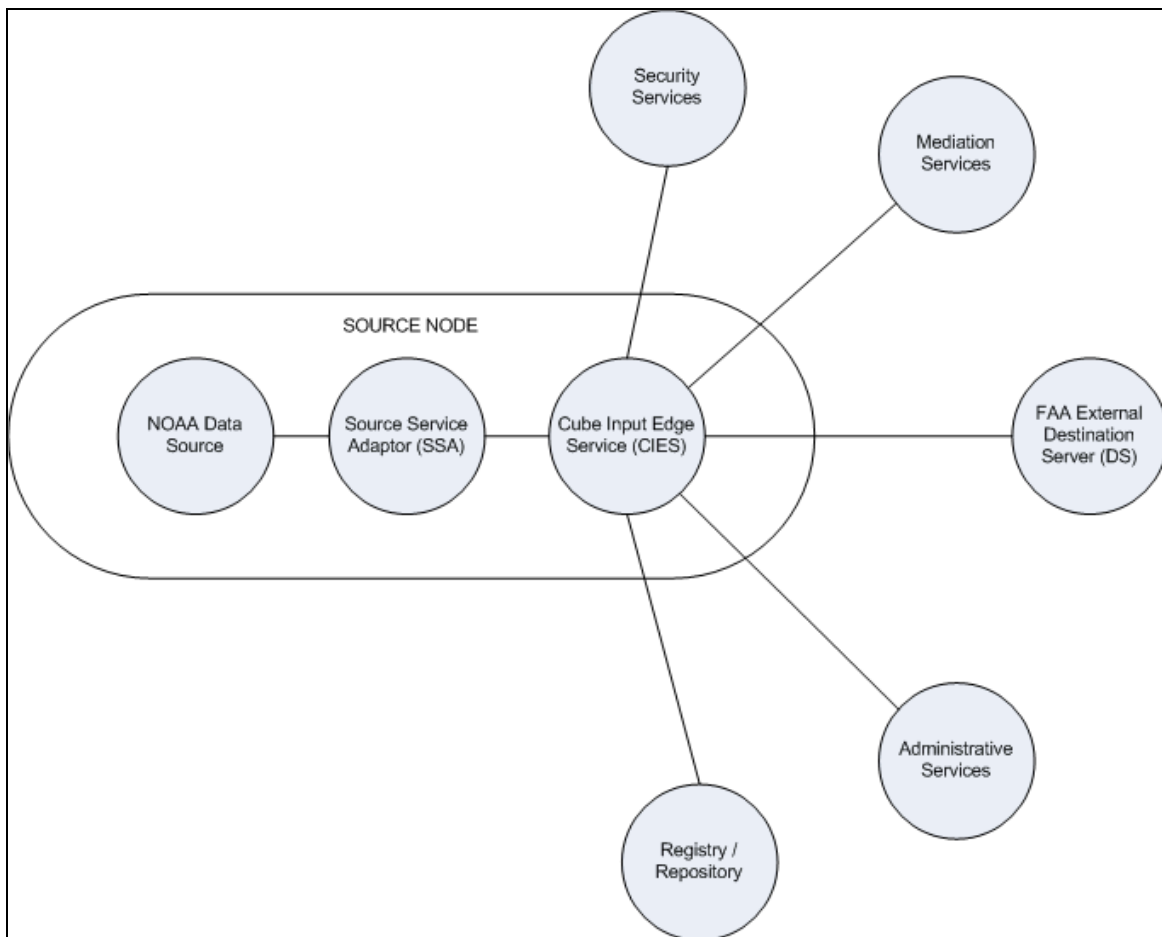 Security
Services
Mediation
Services
SOURCE NODE
NOAA Data
Source
Source Service
Adaptor (SSA)
Cube Input Edge
Service (CIES)
FAA External
Destination
Server (DS)
Administrative
Services
Registry /
Repository